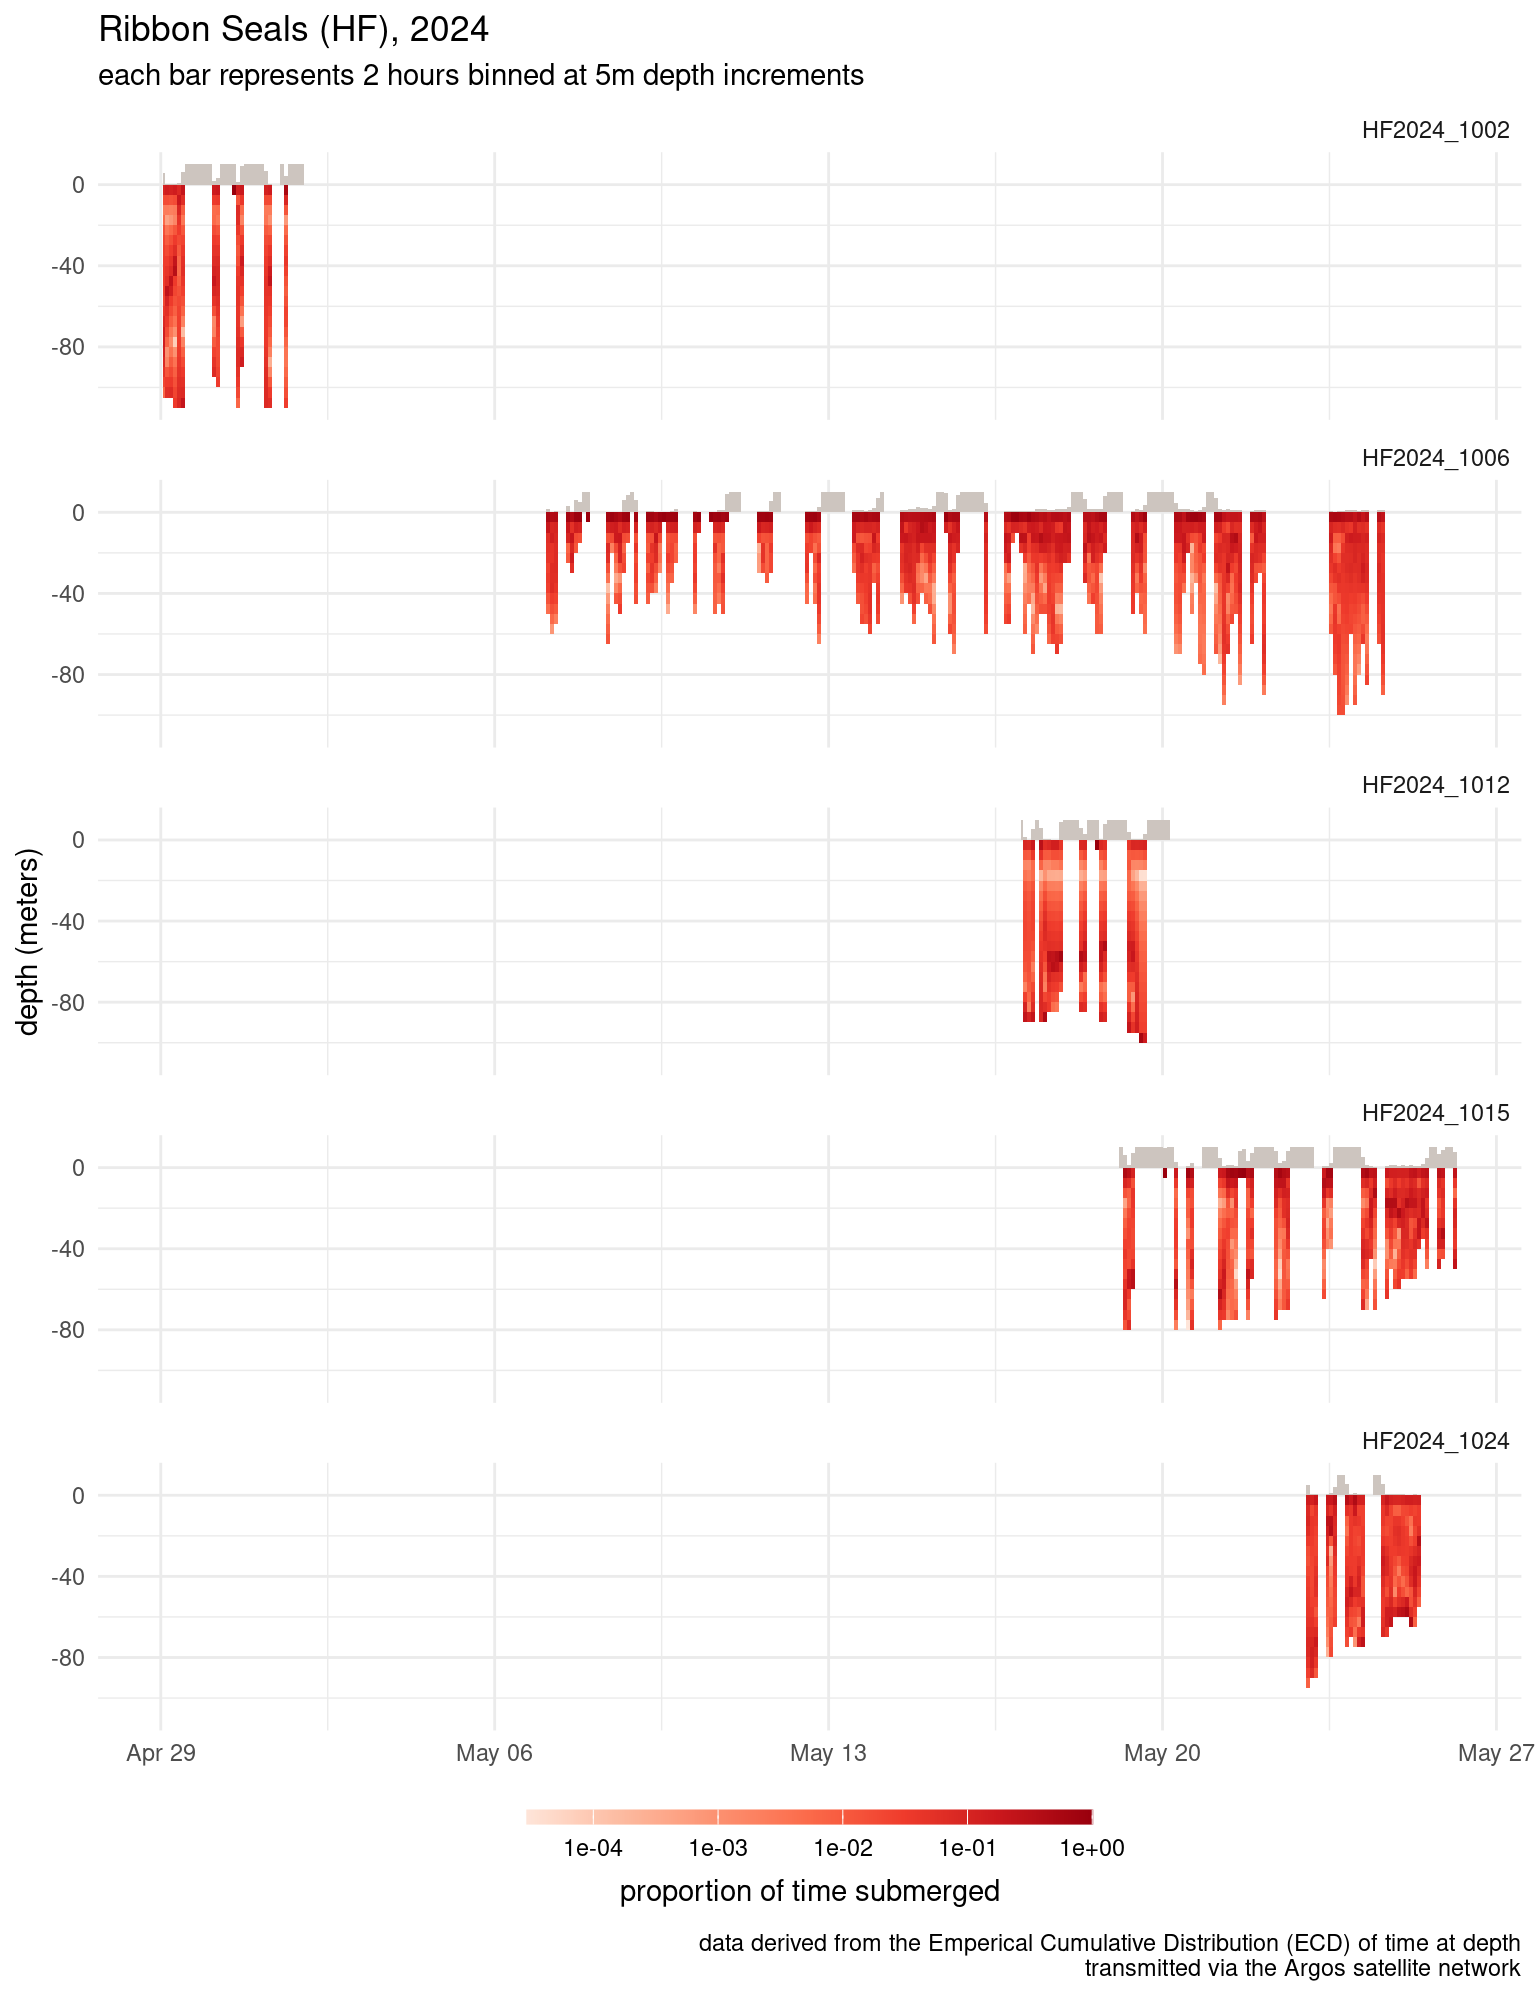 Ribbon Seals (HF), 2024
each bar represents 2 hours binned at 5m depth increments
HF2024_1002
0
-40
-80
HF2024_1006
0
-40
-80
HF2024_1012
0
-40
-80
depth (meters)
HF2024_1015
0
-40
-80
HF2024_1024
0
-40
-80
Apr 29 May 06 May 13 May 20 May 27
1e-04 1e-03 1e-02 1e-01 1e+00
proportion of time submerged
data derived from the Emperical Cumulative Distribution (ECD) of time at depth
transmitted via the Argos satellite network